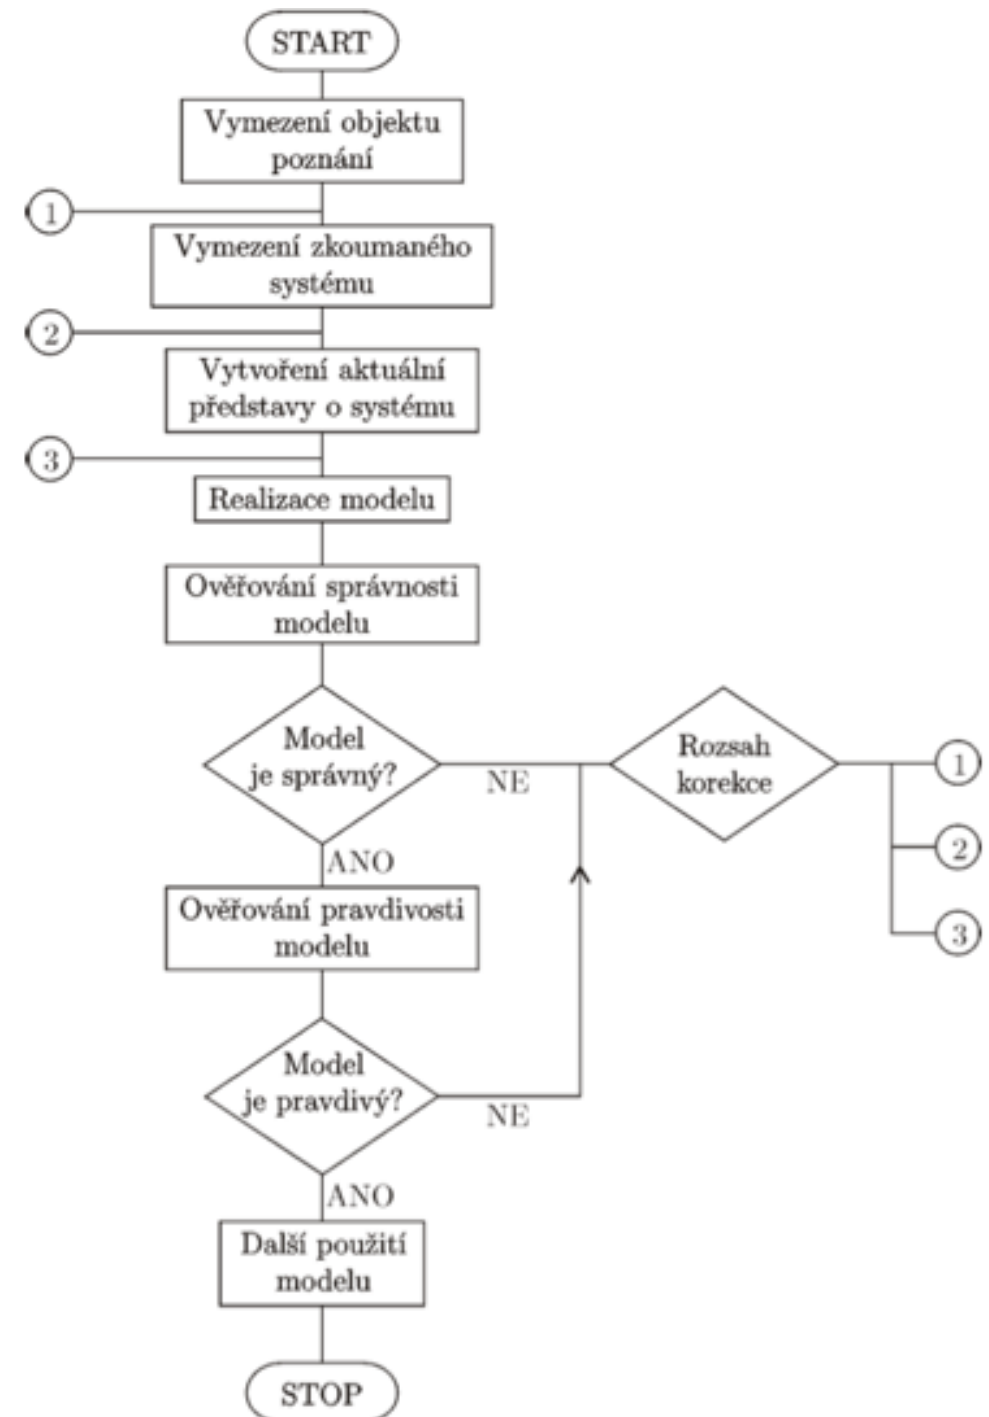 START
Vymezení objektu
poznání
1
Vymezení zkoumaného
systému
2
Vytvoření aktuální
představy o systému
3
Realizace modelu
Ověřování správnosti
modelu
Model
je správný?
NE
Rozsah
korekce
1
2
3
ANO
Ověřování pravdivosti
modelu
Model
je pravdivý?
NE
ANO
Další použití
modelu
STOP